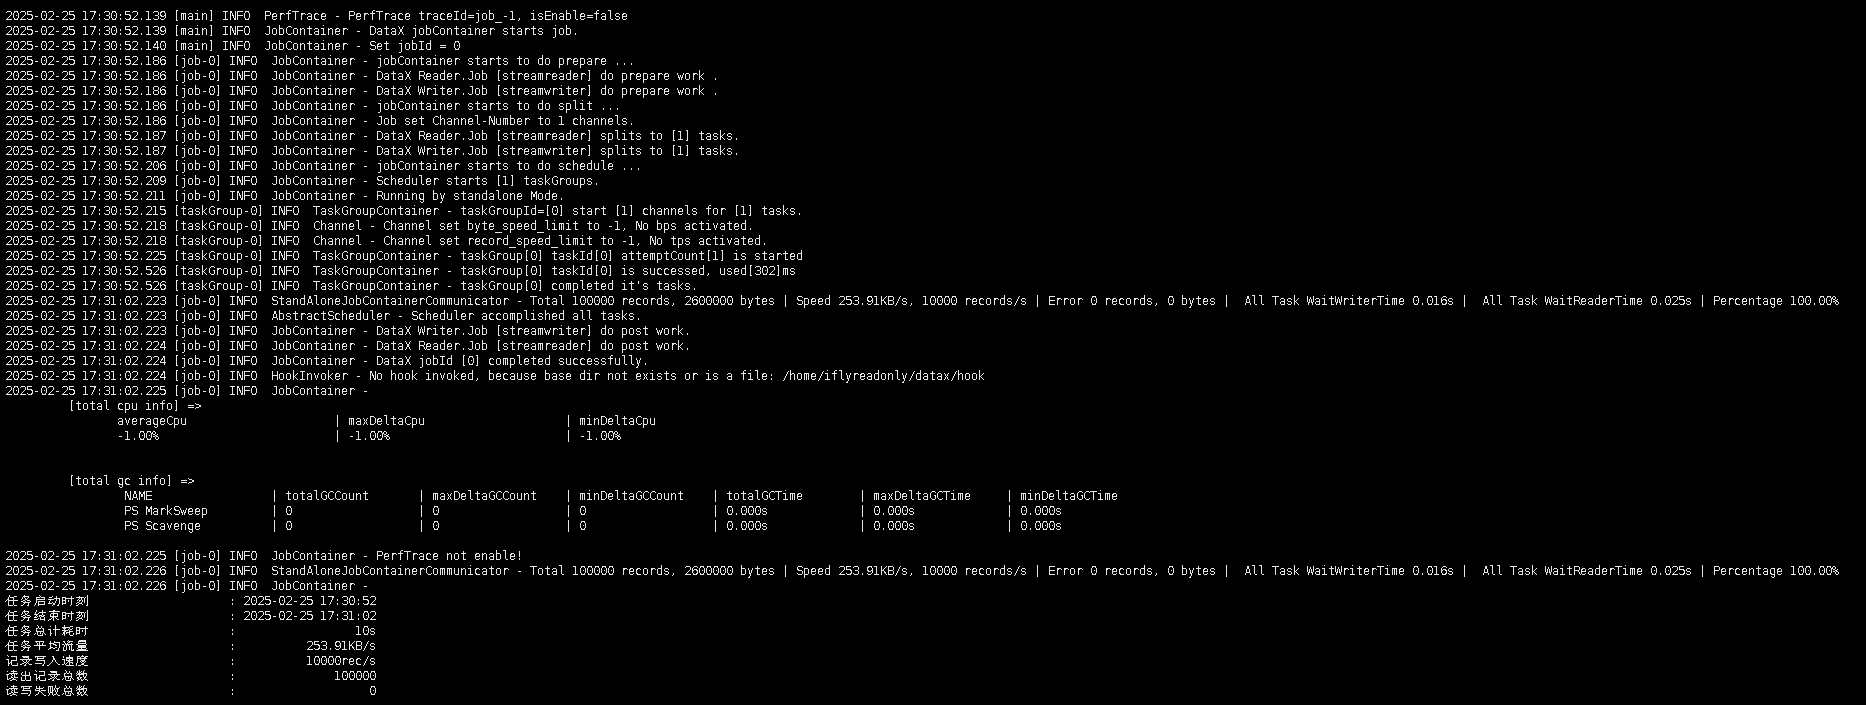 2025-02-25 17:30:52.139 [main] INFO  PerfTrace - PerfTrace traceId=job_-1, isEnable=false
2025-02-25 17:30:52.139 [main] INFO  JobContainer - DataX jobContainer starts job.
2025-02-25 17:30:52.140 [main] INFO  JobContainer - Set jobId = 0
2025-02-25 17:30:52.186 [job-0] INFO  JobContainer - jobContainer starts to do prepare ...
2025-02-25 17:30:52.186 [job-0] INFO  JobContainer - DataX Reader.Job [streamreader] do prepare work .
2025-02-25 17:30:52.186 [job-0] INFO  JobContainer - DataX Writer.Job [streamwriter] do prepare work .
2025-02-25 17:30:52.186 [job-0] INFO  JobContainer - jobContainer starts to do split ...
2025-02-25 17:30:52.186 [job-0] INFO  JobContainer - Job set Channel-Number to 1 channels.
2025-02-25 17:30:52.187 [job-0] INFO  JobContainer - DataX Reader.Job [streamreader] splits to [1] tasks.
2025-02-25 17:30:52.187 [job-0] INFO  JobContainer - DataX Writer.Job [streamwriter] splits to [1] tasks.
2025-02-25 17:30:52.206 [job-0] INFO  JobContainer - jobContainer starts to do schedule ...
2025-02-25 17:30:52.209 [job-0] INFO  JobContainer - Scheduler starts [1] taskGroups.
2025-02-25 17:30:52.211 [job-0] INFO  JobContainer - Running by standalone Mode.
2025-02-25 17:30:52.215 [taskGroup-0] INFO  TaskGroupContainer - taskGroupId=[0] start [1] channels for [1] tasks.
2025-02-25 17:30:52.218 [taskGroup-0] INFO  Channel - Channel set byte_speed_limit to -1, No bps activated.
2025-02-25 17:30:52.218 [taskGroup-0] INFO  Channel - Channel set record_speed_limit to -1, No tps activated.
2025-02-25 17:30:52.225 [taskGroup-0] INFO  TaskGroupContainer - taskGroup[0] taskId[0] attemptCount[1] is started
2025-02-25 17:30:52.526 [taskGroup-0] INFO  TaskGroupContainer - taskGroup[0] taskId[0] is successed, used[302]ms
2025-02-25 17:30:52.526 [taskGroup-0] INFO  TaskGroupContainer - taskGroup[0] completed it's tasks.
2025-02-25 17:31:02.223 [job-0] INFO  StandAloneJobContainerCommunicator - Total 100000 records, 2600000 bytes | Speed 253.91KB/s, 10000 records/s | Error 0 records, 0 bytes |  All Task WaitWriterTime 0.016s |  All Task WaitReaderTime 0.025s | Percentage 100.00%
2025-02-25 17:31:02.223 [job-0] INFO  AbstractScheduler - Scheduler accomplished all tasks.
2025-02-25 17:31:02.223 [job-0] INFO  JobContainer - DataX Writer.Job [streamwriter] do post work.
2025-02-25 17:31:02.224 [job-0] INFO  JobContainer - DataX Reader.Job [streamreader] do post work.
2025-02-25 17:31:02.224 [job-0] INFO  JobContainer - DataX jobId [0] completed successfully.
2025-02-25 17:31:02.224 [job-0] INFO  HookInvoker - No hook invoked, because base dir not exists or is a file: /home/iflyreadonly/datax/hook
2025-02-25 17:31:02.225 [job-0] INFO  JobContainer -
[total cpu info] =>
averageCpu | maxDeltaCpu | minDeltaCpu
-1.00% | -1.00% | -1.00%
[total gc info] =>
NAME | totalGCCount | maxDeltaGCCount | minDeltaGCCount | totalGCTime | maxDeltaGCTime | minDeltaGCTime
PS MarkSweep | 0 | 0 | 0 | 0.000s | 0.000s | 0.000s
PS Scavenge | 0 | 0 | 0 | 0.000s | 0.000s | 0.000s
2025-02-25 17:31:02.225 [job-0] INFO  JobContainer - PerfTrace not enable!
2025-02-25 17:31:02.226 [job-0] INFO  StandAloneJobContainerCommunicator - Total 100000 records, 2600000 bytes | Speed 253.91KB/s, 10000 records/s | Error 0 records, 0 bytes |  All Task WaitWriterTime 0.016s |  All Task WaitReaderTime 0.025s | Percentage 100.00%
2025-02-25 17:31:02.226 [job-0] INFO  JobContainer -
任务启动时刻 : 2025-02-25 17:30:52
任务结束时刻 : 2025-02-25 17:31:02
任务总计耗时 : 10s
任务平均流量 : 253.91KB/s
记录写入速度 : 10000rec/s
读出记录总数 : 100000
读写失败总数 : 0